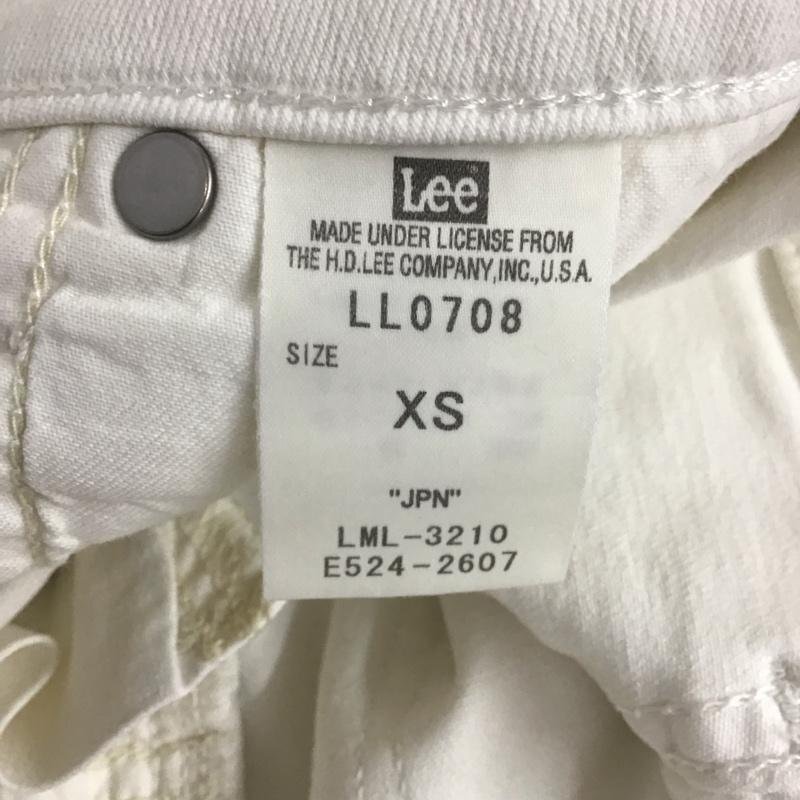 Lee
MADE UNDER LICENSE FROM
THE H.D.LEE COMPANY,INC.,U.S.A.
LL0708
SIZE
XS
"JPN"
LML-3210
E524-2607